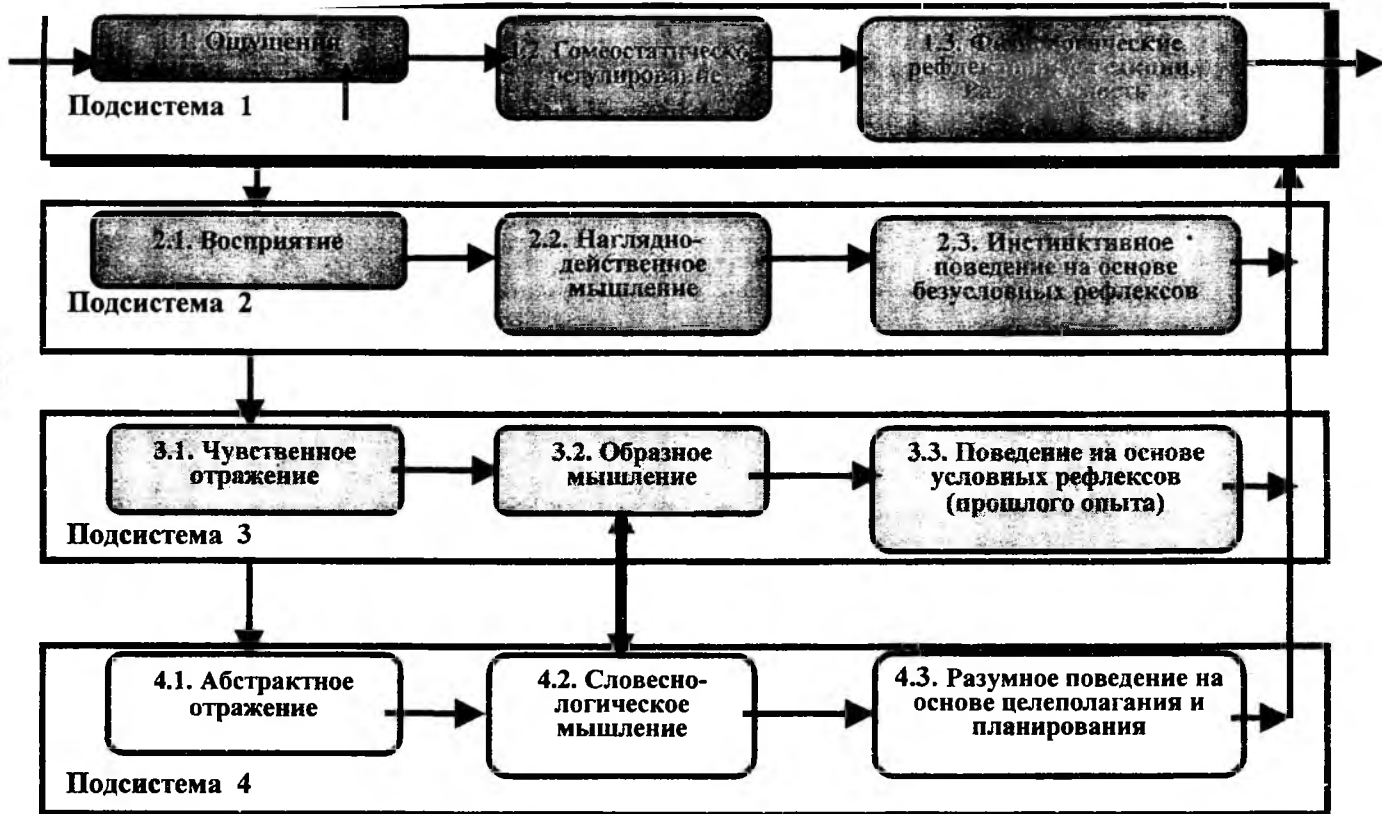 1. Ощущения
1.2. Гомеостатическое
регулирование
1.3.
рефлекторные реакции.
Подсистема 1
2.1. Восприятие
2.2. Наглядно-
действенное
мышление
2.3. Инстинктивное
поведение на основе
безусловных рефлексов
Подсистема 2
3.1. Чувственное
отражение
3.2. Образное
мышление
3.3. Поведение на основе
условных рефлексов
(прошлого опыта)
Подсистема 3
4.1. Абстрактное
отражение
4.2. Словесно-
логическое
мышление
4.3. Разумное поведение на
основе целеполагания и
планирования
Подсистема 4